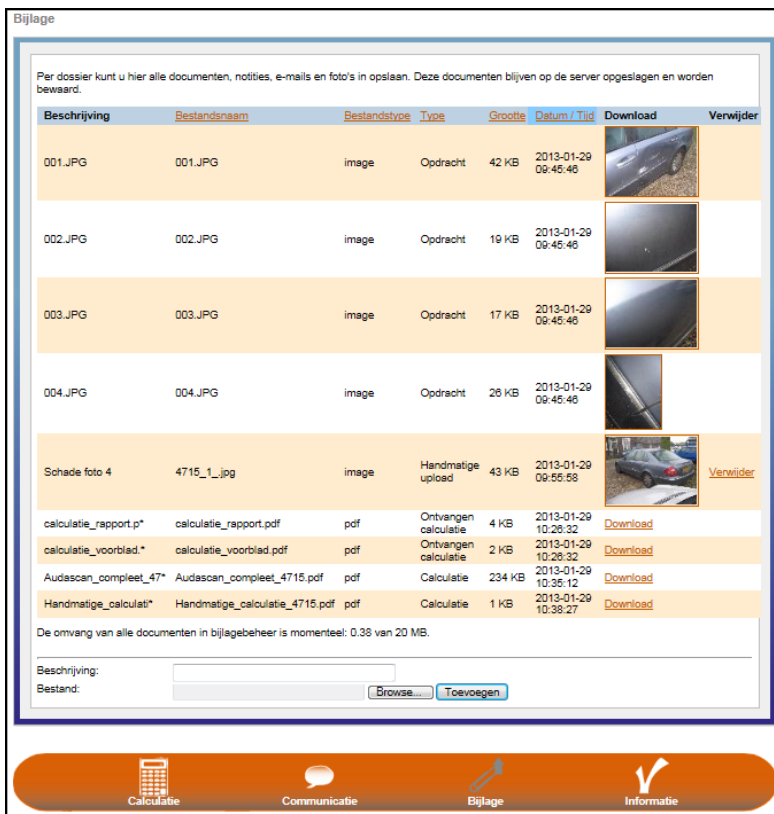 Bijlage
Per dossier kunt u hier alle documenten, notities, e-mails en foto's in opslaan. Deze documenten blijven op de server opgeslagen en worden
bewaard.
Beschrijving Bestandsnaam Bestandstype Type Grootte Datum / Tijd Download Verwijder
001.JPG 001.JPG image Opdracht 42 KB 2013-01-29 09:45:46
002.JPG 002.JPG image Opdracht 19 KB 2013-01-29 09:45:46
003.JPG 003.JPG image Opdracht 17 KB 2013-01-29 09:45:46
004.JPG 004.JPG image Opdracht 26 KB 2013-01-29 09:45:46
Schade foto 4 4715_1_.jpg image Handmatige upload 43 KB 2013-01-29 09:55:58 Verwijder
calculatie_rapport.p* calculatie_rapport.pdf pdf Ontvangen calculatie 4 KB 2013-01-29 10:26:32 Download
calculatie_voorblad.* calculatie_voorblad.pdf pdf Ontvangen calculatie 2 KB 2013-01-29 10:26:32 Download
Audascan_compleet_47* Audascan_compleet_4715.pdf pdf Calculatie 234 KB 2013-01-29 10:35:12 Download
Handmatige_calculati* Handmatige_calculatie_4715.pdf pdf Calculatie 1 KB 2013-01-29 10:38:27 Download
De omvang van alle documenten in bijlagebeheer is momenteel: 0.38 van 20 MB.
Beschrijving:
Bestand: Browse... Toevoegen
Calculatie Communicatie Bijlage Informatie